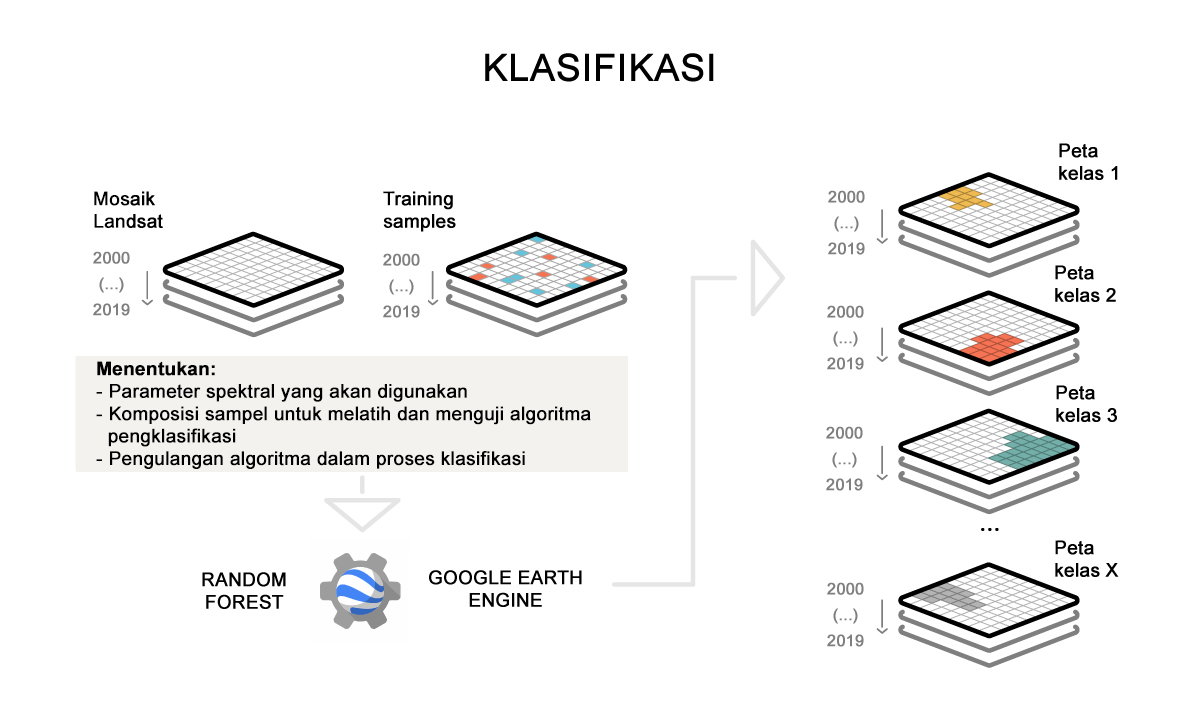 KLASIFIKASI
Mosaik
Landsat
2000
(...)
2019
Training
samples
2000
(...)
2019
Menentukan:
- Parameter spektral yang akan digunakan
- Komposisi sampel untuk melatih dan menguji algoritma
pengklasifikasi
- Pengulangan algoritma dalam proses klasifikasi
RANDOM
FOREST
GOOGLE EARTH
ENGINE
Peta
kelas 1
2000
(...)
2019
Peta
kelas 2
2000
(...)
2019
Peta
kelas 3
2000
(...)
2019
...
Peta
kelas X
2000
(...)
2019